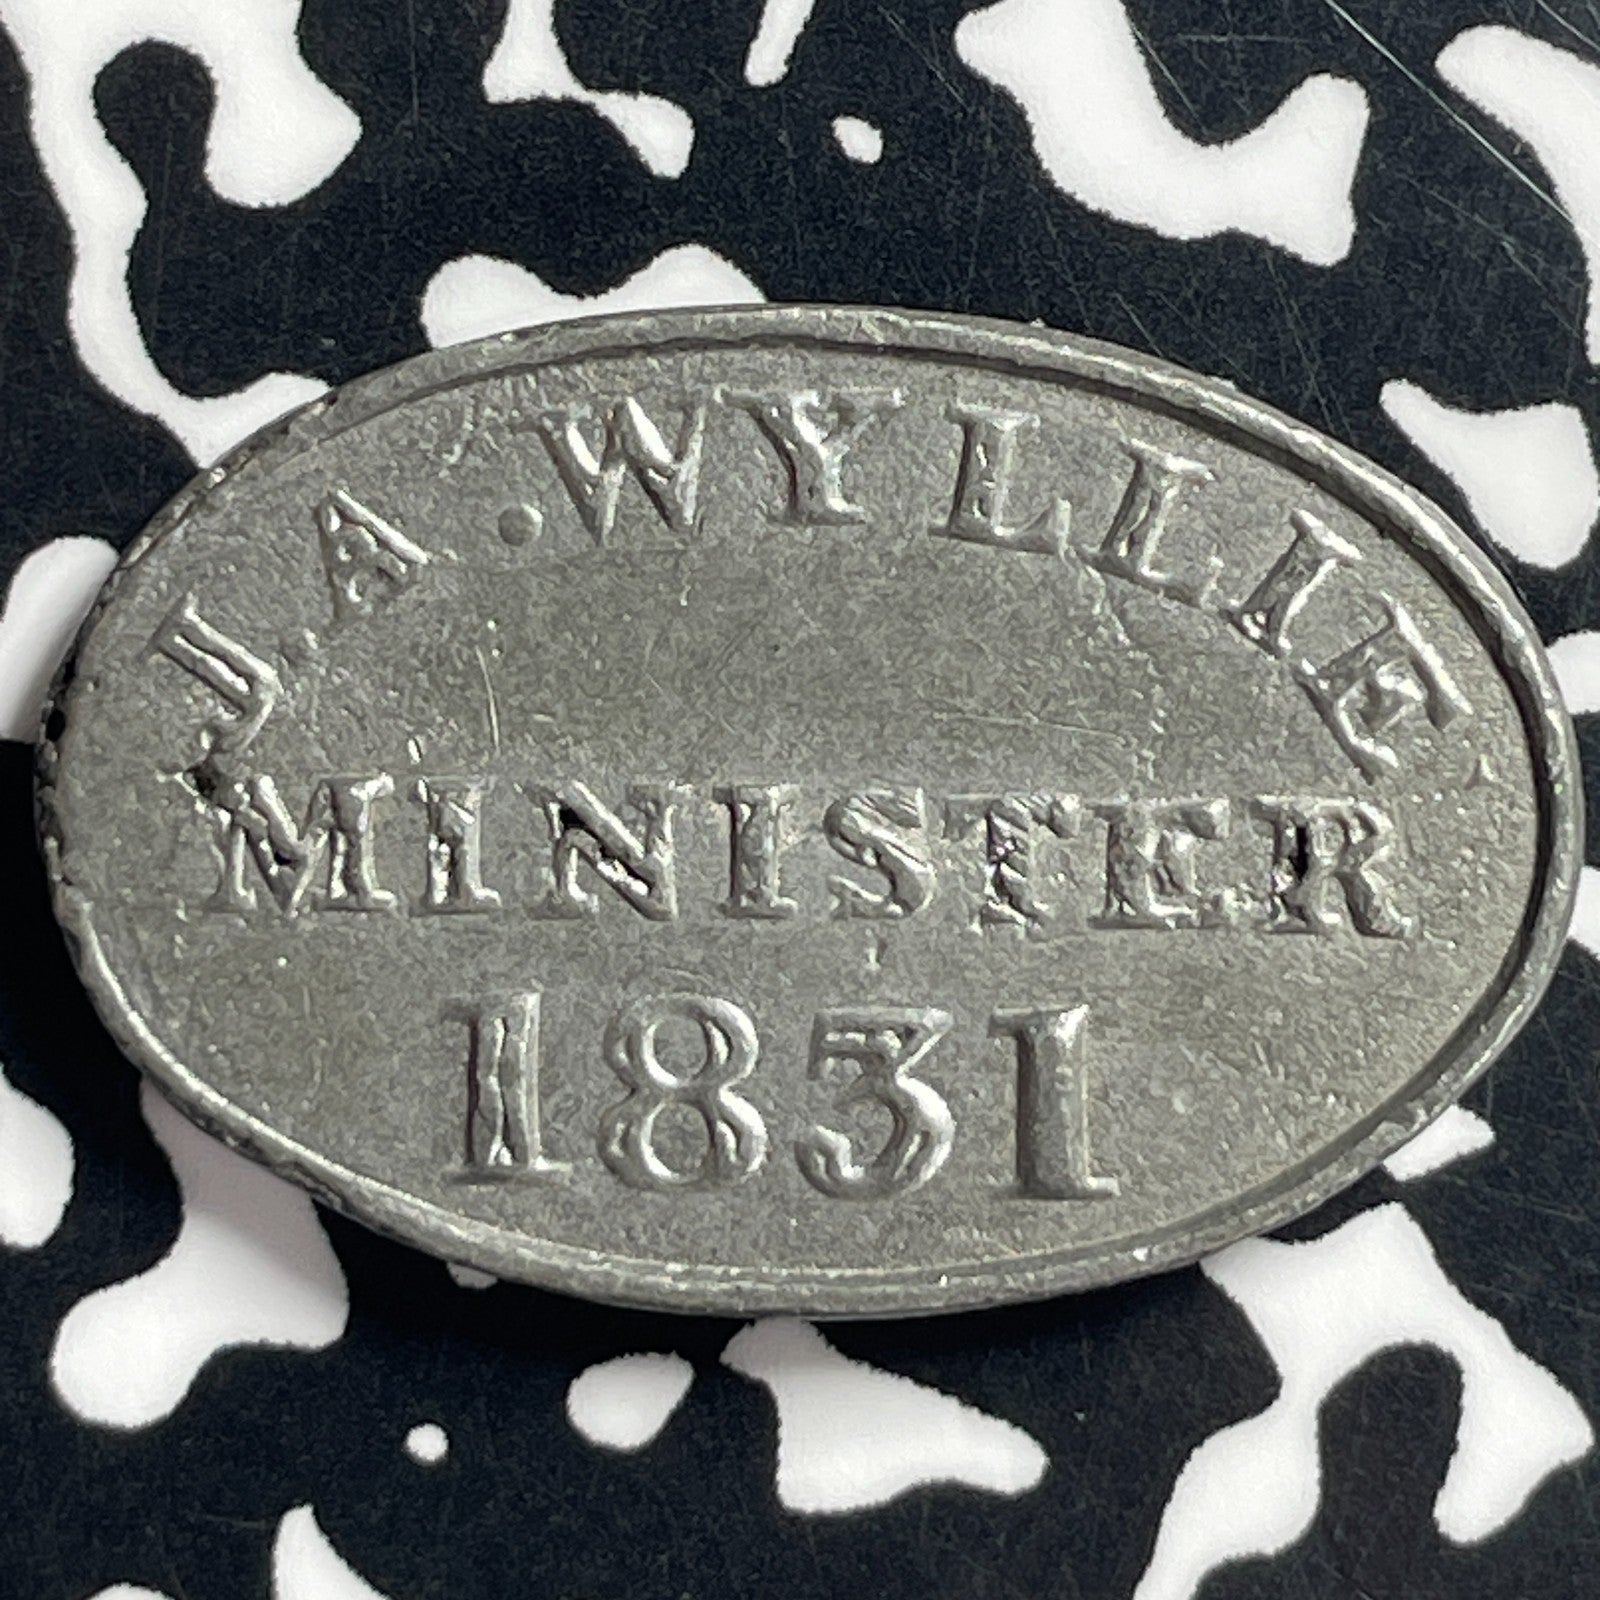 J A . WYLLIE
MINISTER
1831